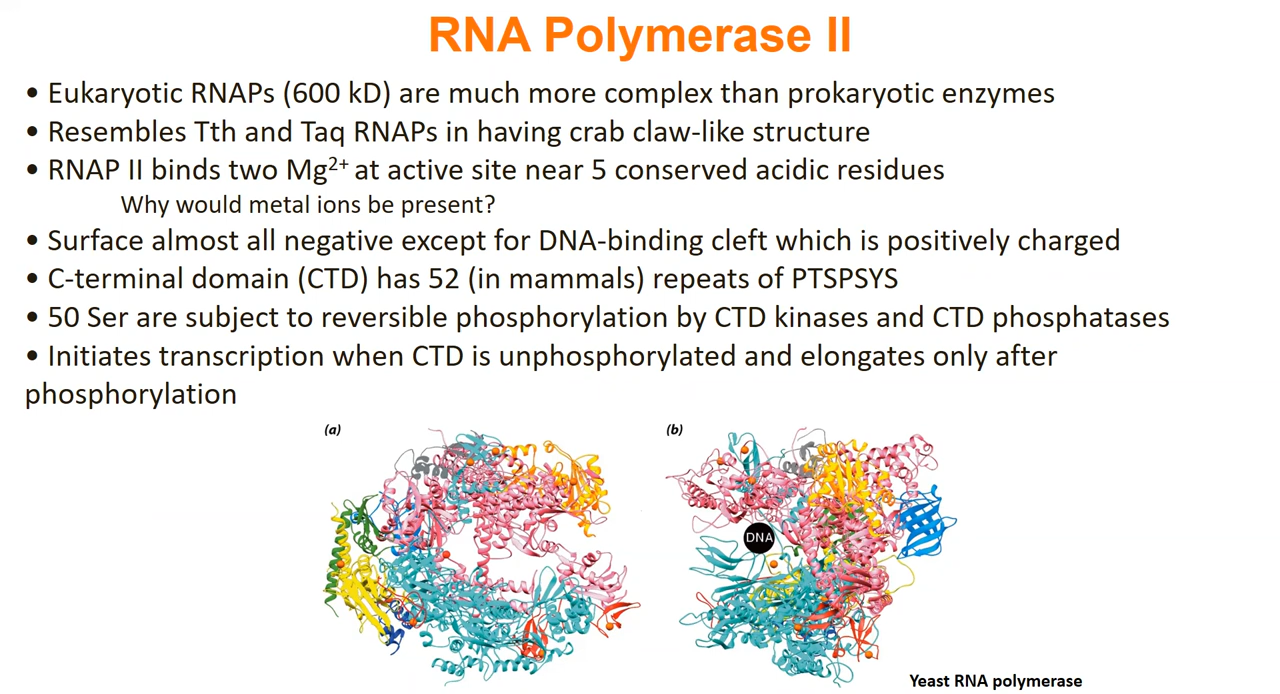 RNA Polymerase II
• Eukaryotic RNAPs (600 kD) are much more complex than prokaryotic enzymes
• Resembles Tth and Taq RNAPs in having crab claw-like structure
• RNAP II binds two Mg²⁺ at active site near 5 conserved acidic residues
Why would metal ions be present?
• Surface almost all negative except for DNA-binding cleft which is positively charged
• C-terminal domain (CTD) has 52 (in mammals) repeats of PTSPSYS
• 50 Ser are subject to reversible phosphorylation by CTD kinases and CTD phosphatases
• Initiates transcription when CTD is unphosphorylated and elongates only after
phosphorylation
(a)
(b)
DNA
Yeast RNA polymerase